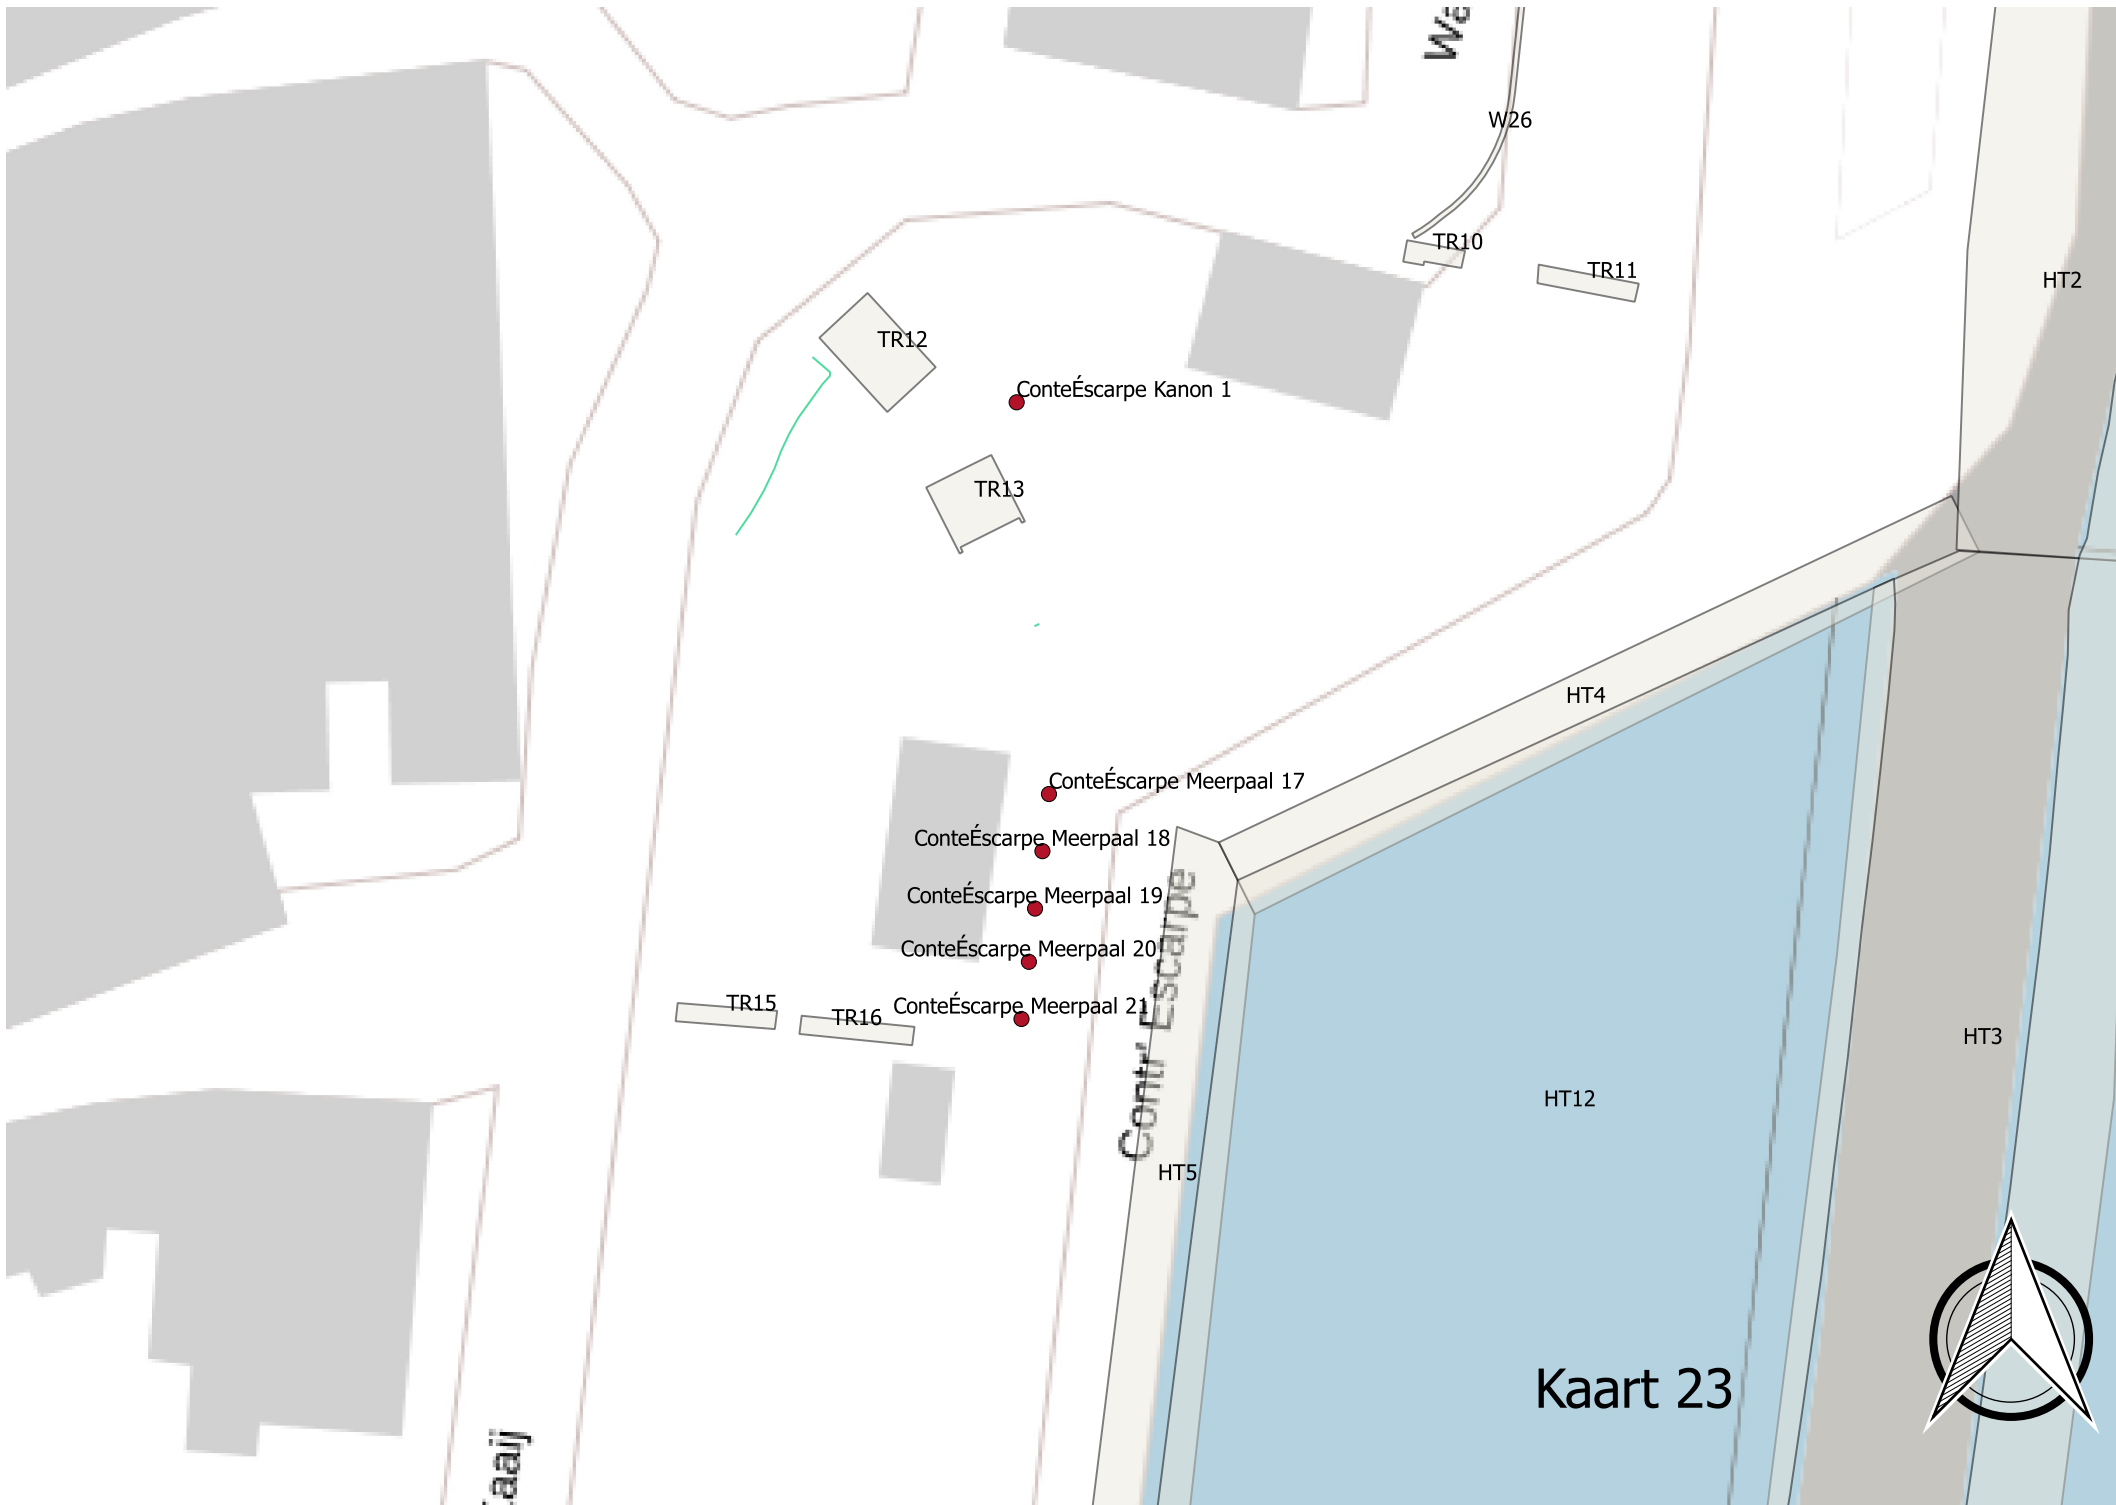 W26
TR10
TR11
HT2
TR12
ConteÉscarpe Kanon 1
TR13
HT4
ConteÉscarpe Meerpaal 17
ConteÉscarpe Meerpaal 18
ConteÉscarpe Meerpaal 19
ConteÉscarpe Meerpaal 20
TR15
TR16
ConteÉscarpe Meerpaal 21
Contr' Escarpe
HT3
HT12
HT5
Kaart 23